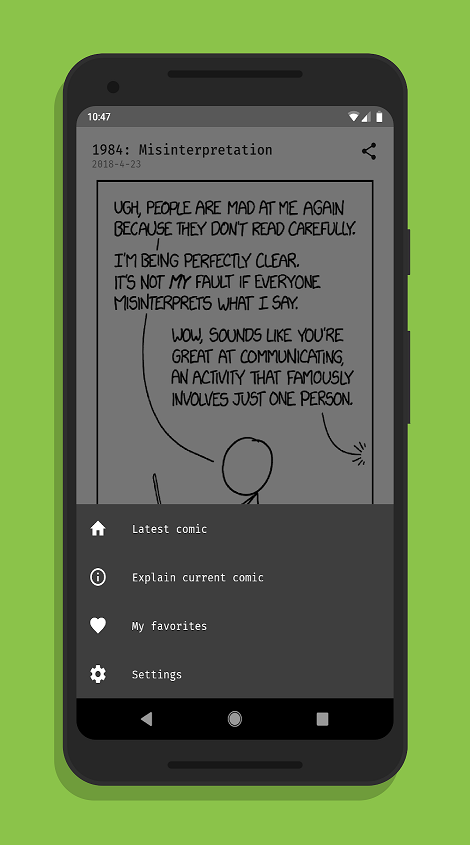 10:47
1984: Misinterpretation
2018-4-23
UGH, PEOPLE ARE MAD AT ME AGAIN
BECAUSE THEY DON'T READ CAREFULLY.
I'M BEING PERFECTLY CLEAR.
IT'S NOT MY FAULT IF EVERYONE
MISINTERPRETS WHAT I SAY.
WOW, SOUNDS LIKE YOU'RE
GREAT AT COMMUNICATING,
AN ACTIVITY THAT FAMOUSLY
INVOLVES JUST ONE PERSON.
Latest comic
Explain current comic
My favorites
Settings